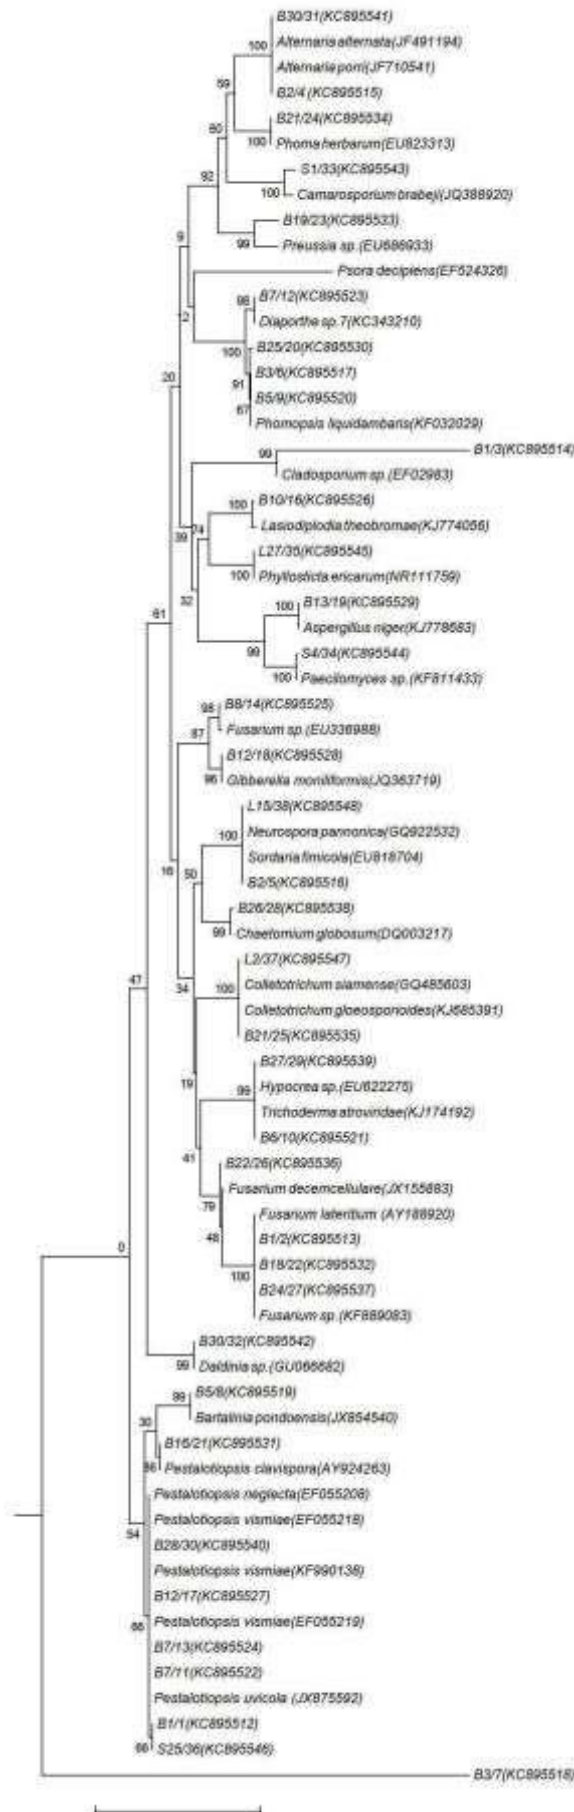 B30/31(KC895541)
Alternaria alternata(JF491194)
100
Alternaria porri(JF710541)
B2/4 (KC895515)
59
B21/24(KC895534)
60
100
Phoma herbarum(EU823313)
S1/33(KC895543)
92
100
Camarosporium brabeji(JQ388920)
B19/23(KC895533)
99
Preussia sp.(EU686933)
9
Psora decipiens(EF524326)
98
B7/12(KC895523)
2
Diaporthe sp.7(KC343210)
100
B25/20(KC895530)
20
B3/6(KC895517)
91
B5/9(KC895520)
67
Phomopsis liquidambaris(KF032029)
99
B1/3(KC895514)
Cladosporium sp.(EF02963)
B10/16(KC895526)
100
39
74
Lasiodiplodia theobromae(KJ774056)
L27/35(KC895545)
100
Phyllosticta ericarum(NR111759)
32
B13/19(KC895529)
100
61
Aspergillus niger(KJ778683)
99
S4/34(KC895544)
100
Paecilomyces sp.(KF811433)
98
B8/14(KC895525)
87
Fusarium sp.(EU336988)
B12/18(KC895528)
96
Gibberella moniliformis(JQ363719)
L15/38(KC895548)
100
Neurospora pannonica(GQ922532)
Sordaria fimicola(EU818704)
16
50
B2/5(KC895516)
B26/28(KC895538)
99
Chaetomium globosum(DQ003217)
L2/37(KC895547)
47
34
100
Colletotrichum siamense(GQ485603)
Colletotrichum gloeosporioides(KJ685391)
B21/25(KC895535)
B27/29(KC895539)
19
99
Hypocrea sp.(EU622275)
Trichoderma atroviridae(KJ174192)
B6/10(KC895521)
41
B22/26(KC895536)
Fusarium decemcellulare(JX155883)
79
Fusarium lateritium (AY188920)
48
B1/2(KC895513)
0
B18/22(KC895532)
100
B24/27(KC895537)
Fusarium sp.(KF889083)
B30/32(KC895542)
99
Daldinia sp.(GU066682)
99
B5/8(KC895519)
30
Bartalinia pondoensis(JX854540)
B16/21(KC895531)
86
Pestalotiopsis clavispora(AY924263)
Pestalotiopsis neglecta(EF055208)
54
Pestalotiopsis vismiae(EF055218)
B28/30(KC895540)
Pestalotiopsis vismiae(KF990138)
B12/17(KC895527)
Pestalotiopsis vismiae(EF055219)
B7/13(KC895524)
B7/11(KC895522)
Pestalotiopsis uvicola (JX875592)
B1/1(KC895512)
66
S25/36(KC895546)
B3/7(KC895518)